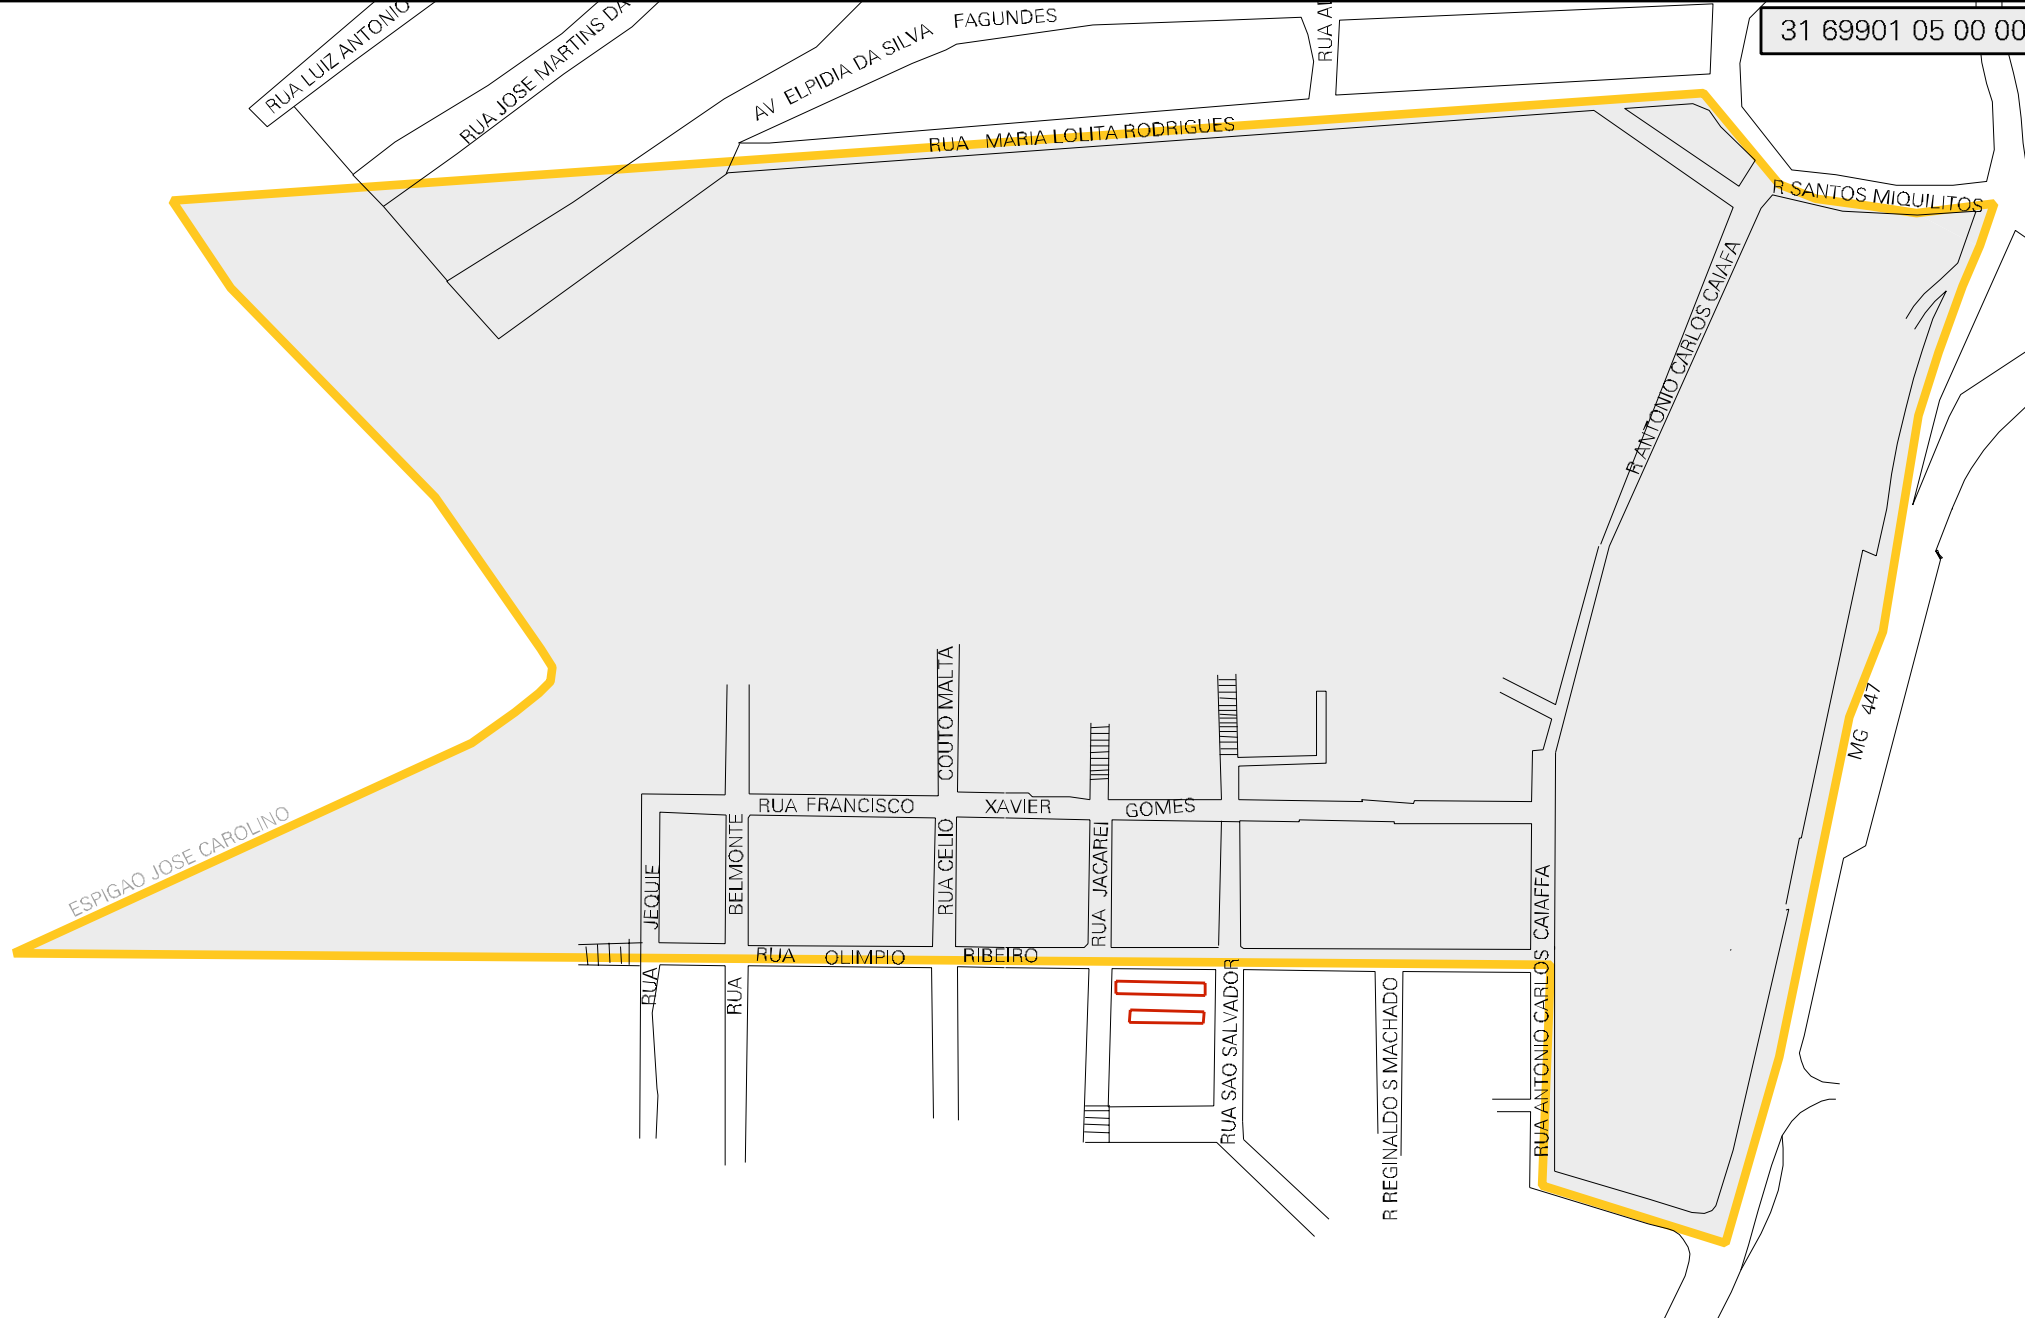 31 69901 05 00 00
RUA LUIZ ANTONIO
RUA JOSE MARTINS DA
AV ELPIDIA DA SILVA FAGUNDES
RUA MARIA LOLITA RODRIGUES
R SANTOS MIQUILITOS
R ANTONIO CARLOS CAIAFA
MG 447
ESPIGAO JOSE CAROLINO
RUA FRANCISCO XAVIER GOMES
RUA CELIO COUTO MALTA
RUA JEQUIE
RUA BELMONTE
RUA JACAREI
RUA OLIMPIO RIBEIRO
RUA SAO SALVADOR
R REGINALDO S MACHADO
RUA ANTONIO CARLOS CAIAFFA